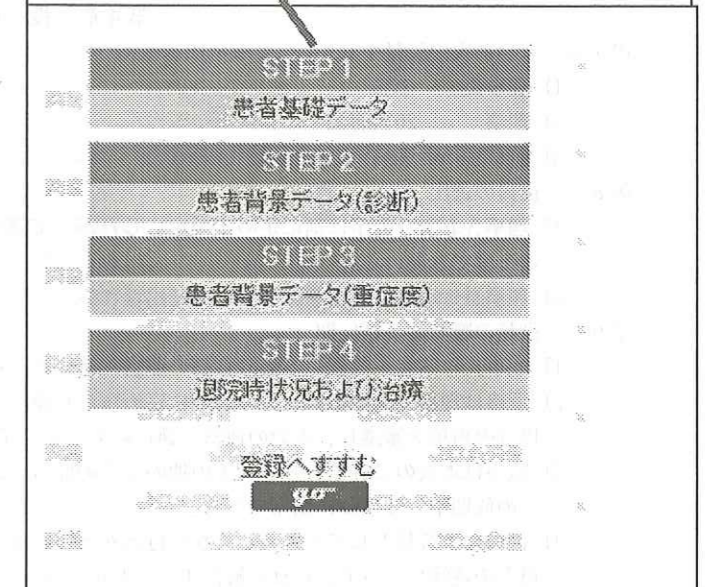 STEP 1
患者基礎データ
STEP 2
患者背景データ(診断)
STEP 3
患者背景データ(重症度)
STEP 4
退院時状況および治療
登録へすすむ
go